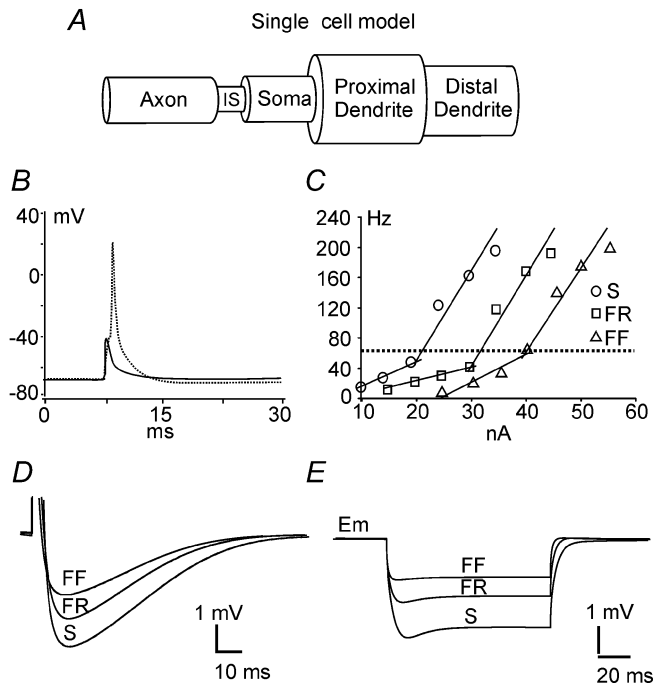 A Single cell model
Axon IS Soma Proximal Dendrite Distal Dendrite
B
mV
40
0
-40
-80
0 15 30
ms
C
Hz
240
200
160
120
80
40
0
S
FR
FF
10 20 30 40 50 60
nA
D
FF
FR
S
1 mV
10 ms
E
Em
FF
FR
S
1 mV
20 ms